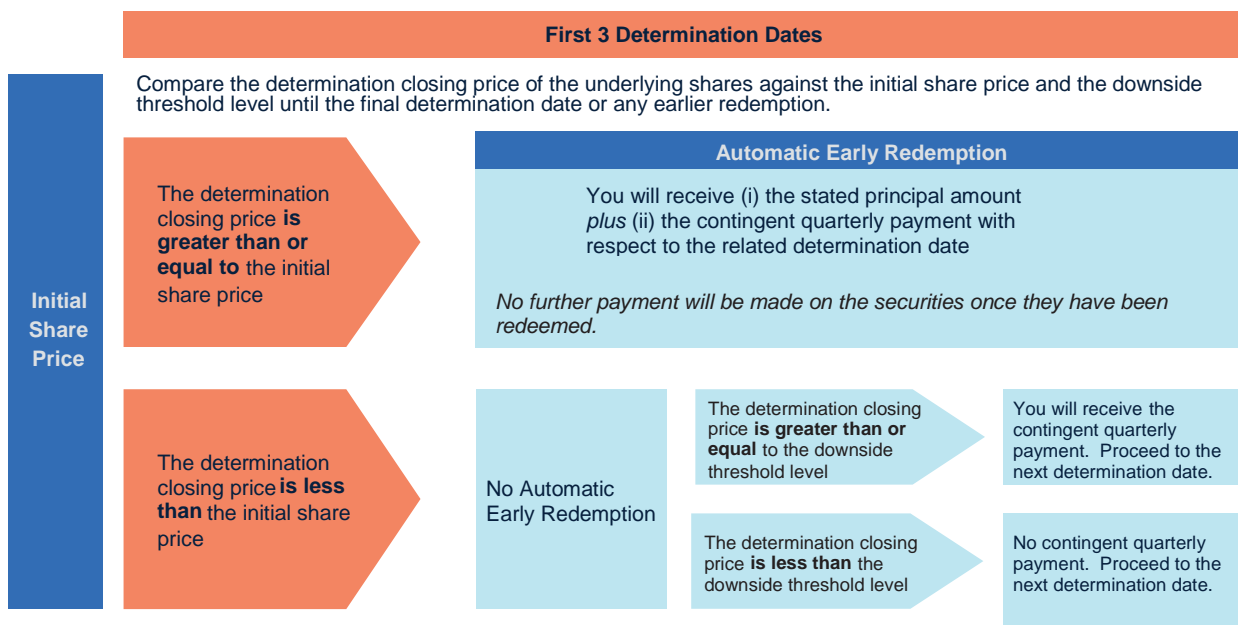 First 3 Determination Dates
Compare the determination closing price of the underlying shares against the initial share price and the downside
threshold level until the final determination date or any earlier redemption.
Initial
Share
Price
The determination
closing price is
greater than or
equal to the initial
share price
Automatic Early Redemption
You will receive (i) the stated principal amount
plus (ii) the contingent quarterly payment with
respect to the related determination date
No further payment will be made on the securities once they have been
redeemed.
The determination
closing price is less
than the initial share
price
No Automatic
Early Redemption
The determination closing
price is greater than or
equal to the downside
threshold level
You will receive the
contingent quarterly
payment. Proceed to the
next determination date.
The determination closing
price is less than the
downside threshold level
No contingent quarterly
payment. Proceed to the
next determination date.